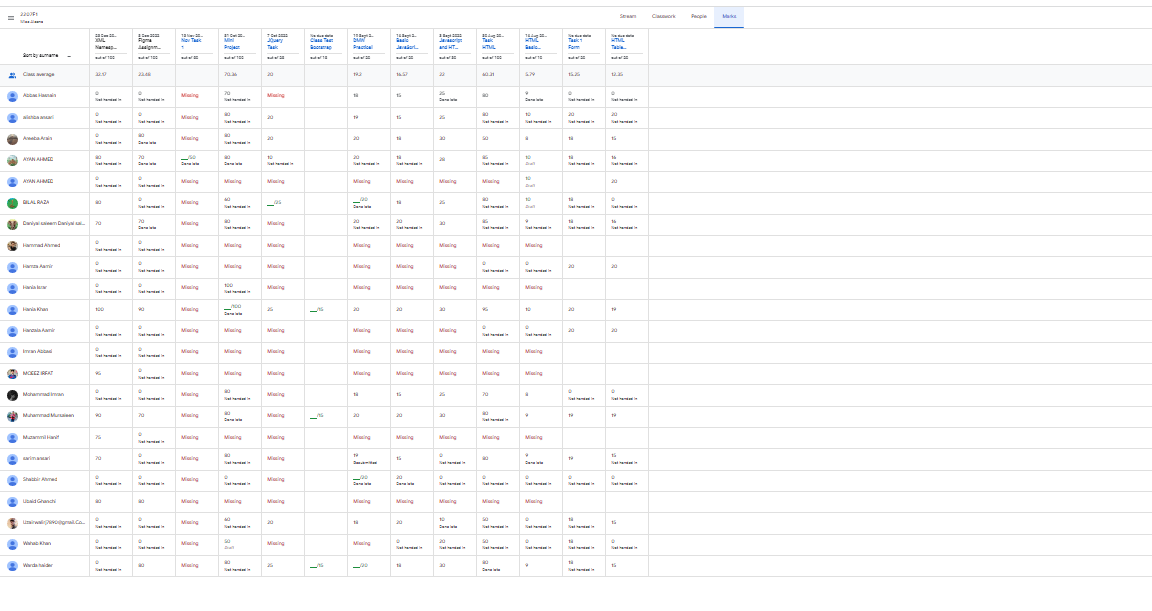 2207F1
Miss Aleena
Stream Classwork People Marks
Sort by surname
23 Dec 20... XML Namesp... out of 100
5 Dec 2022 Figma Assignm... out of 100
13 Nov 20... Nov Task 1 out of 50
31 Oct 20... Mini Project out of 100
7 Oct 2022 JQuery Task out of 25
No due date Class Test Bootstrap out of 15
19 Sept 2... DMW Practical out of 20
14 Sept 2... Basic JavaScri... out of 20
5 Sept 2022 Javascript and HT... out of 30
30 Aug 20... Task HTML out of 100
15 Aug 20... HTML Basic... out of 10
No due date Task 1 Form out of 20
No due date HTML Table... out of 20
Class average 32.17 23.48 70.36 20 19.2 16.57 22 60.31 5.79 15.25 12.35
Abbas Hasnain 0 Not handed in 0 Not handed in Missing 70 Not handed in Missing 18 15 25 Done late 80 9 Done late 0 Not handed in 0 Not handed in
alishba ansari 0 Not handed in 0 Not handed in Missing 80 Not handed in 20 19 15 25 80 Not handed in 10 Not handed in 20 Not handed in 20 Not handed in
Areeba Arain 0 Not handed in 80 Done late Missing 80 Not handed in 20 20 18 30 50 8 18 15
AYAN AHMED 80 Not handed in 70 Done late __/50 Done late 80 Done late 10 Not handed in 20 Not handed in 18 Not handed in 28 85 Not handed in 10 Draft 18 Not handed in 16 Not handed in
AYAN AHMED 0 Not handed in 0 Not handed in Missing Missing Missing Missing Missing Missing Missing 10 Draft 20
BILAL RAZA 80 0 Not handed in Missing 60 Not handed in __/25 __/20 Done late 18 25 80 Not handed in 10 Draft 18 Not handed in 0 Not handed in
Daniyal saleem Daniyal sal... 70 Not handed in 70 Done late Missing 80 Not handed in Missing 20 Not handed in 20 Not handed in 30 85 Not handed in 9 Not handed in 18 Not handed in 16 Not handed in
Hammad Ahmed 0 Not handed in 0 Not handed in Missing Missing Missing Missing Missing Missing Missing Missing
Hamza Aamir 0 Not handed in 0 Not handed in Missing Missing Missing Missing Missing Missing 0 Not handed in 0 Not handed in 20 20
Hania Israr 0 Not handed in 0 Not handed in Missing 100 Not handed in Missing Missing Missing Missing Missing Missing
Hania Khan 100 90 Missing __/100 Done late 25 __/15 20 20 30 95 10 20 19
Hanzala Aamir 0 Not handed in 0 Not handed in Missing Missing Missing Missing Missing Missing 0 Not handed in 0 Not handed in 20 20
Imran Abbasi 0 Not handed in 0 Not handed in Missing Missing Missing Missing Missing Missing Missing Missing
MOEEZ IRFAT 95 0 Not handed in Missing Missing Missing Missing Missing Missing Missing Missing
Mohammad Imran 0 Not handed in 0 Not handed in Missing 80 Not handed in Missing 18 15 25 70 8 0 Not handed in 0 Not handed in
Muhammad Mursaleen 90 70 Missing 80 Done late Missing __/15 20 20 30 80 Not handed in 9 19 19
Muzammil Hanif 75 0 Not handed in Missing Missing Missing Missing Missing Missing Missing Missing
sarim ansari 70 0 Not handed in Missing 80 Not handed in Missing 19 Resubmitted 15 0 Not handed in 80 9 Done late 19 15 Not handed in
Shabbir Ahmed 0 Not handed in 0 Not handed in Missing 0 Not handed in Missing __/20 Done late 20 Done late 0 Not handed in 0 Not handed in 0 Not handed in 0 Not handed in 0 Not handed in
Ubaid Ghanchi 80 80 Missing Missing Missing Missing Missing Missing Missing Missing
0 Not handed in 0 Not handed in Missing 60 Not handed in 20 18 20 10 Done late 50 Not handed in 0 Not handed in 18 Not handed in 15
Wahab Khan 0 Not handed in 0 Not handed in Missing 50 Draft Missing Missing 0 Not handed in 20 Not handed in 50 Not handed in 0 Not handed in 18 Not handed in 0 Not handed in
Warda haider 0 Not handed in 80 Missing 80 Not handed in 25 __/15 __/20 18 30 80 Done late 9 18 Not handed in 15